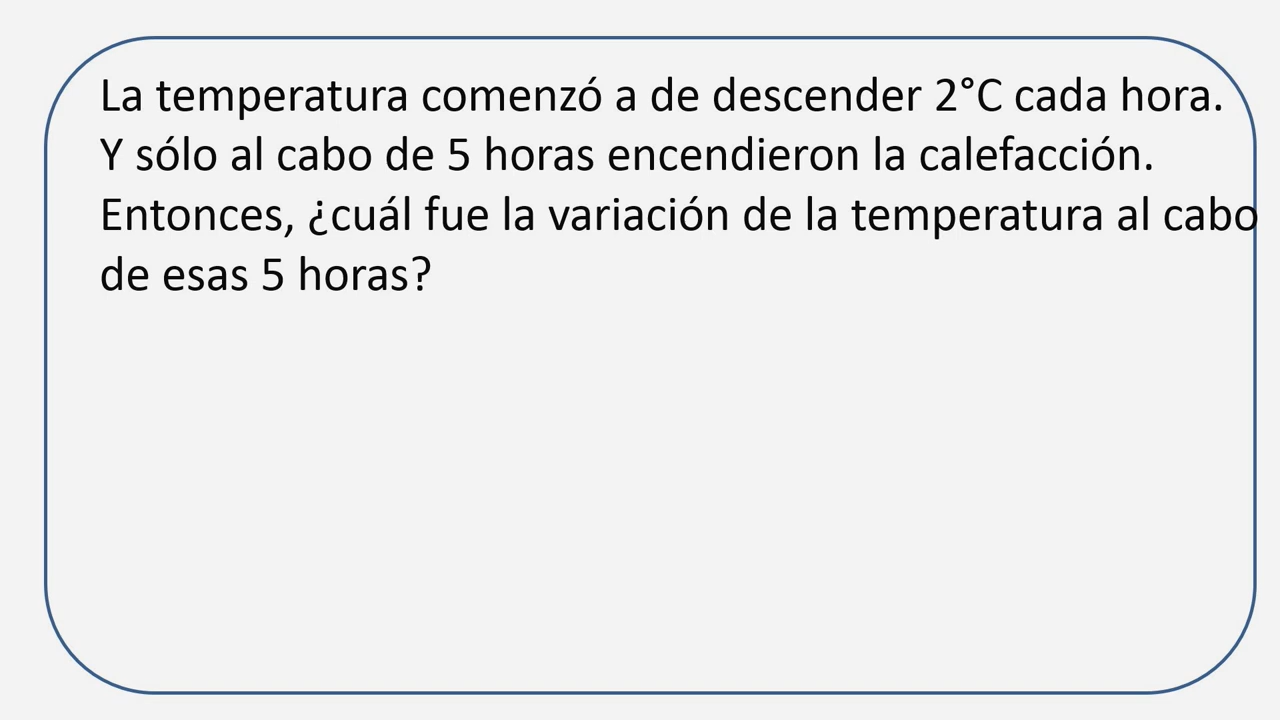 La temperatura comenzó a de descender 2°C cada hora.
Y sólo al cabo de 5 horas encendieron la calefacción.
Entonces, ¿cuál fue la variación de la temperatura al cabo
de esas 5 horas?